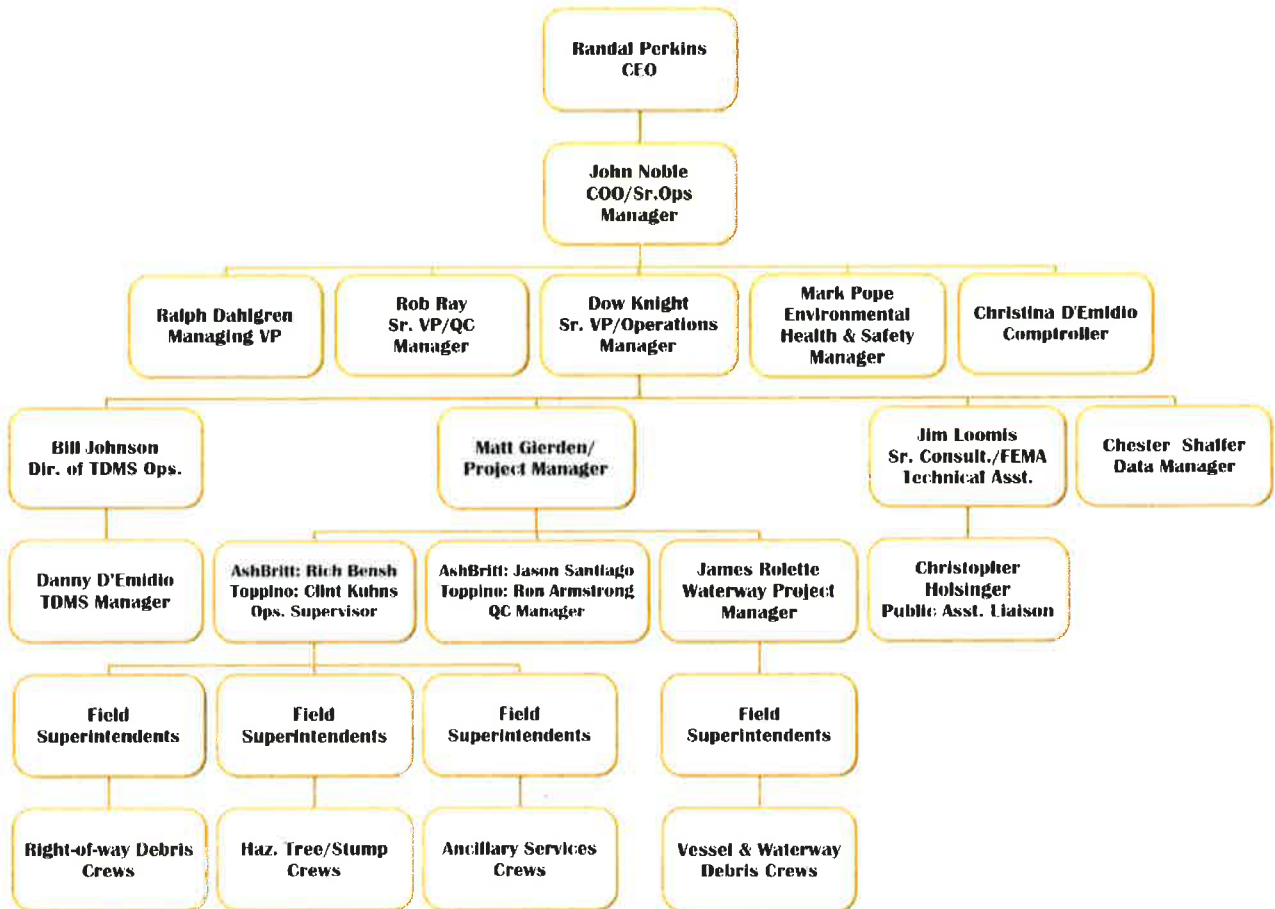 Randal Perkins
CEO
John Noble
COO/Sr.Ops
Manager
Ralph Dahlgren
Managing VP
Rob Ray
Sr. VP/QC
Manager
Dow Knight
Sr. VP/Operations
Manager
Mark Pope
Environmental
Health & Safety
Manager
Christina D'Emidio
Comptroller
Bill Johnson
Dir. of TDMS Ops.
Matt Gierden/
Project Manager
Jim Loomis
Sr. Consult./FEMA
Technical Asst.
Chester Shaffer
Data Manager
Danny D'Emidio
TDMS Manager
AshBritt: Rich Bensh
Toppino: Clint Kuhns
Ops. Supervisor
AshBritt: Jason Santiago
Toppino: Ron Armstrong
QC Manager
James Rolette
Waterway Project
Manager
Christopher
Holsinger
Public Asst. Liaison
Field
Superintendents
Field
Superintendents
Field
Superintendents
Field
Superintendents
Right-of-way Debris
Crews
Haz. Tree/Stump
Crews
Ancillary Services
Crews
Vessel & Waterway
Debris Crews